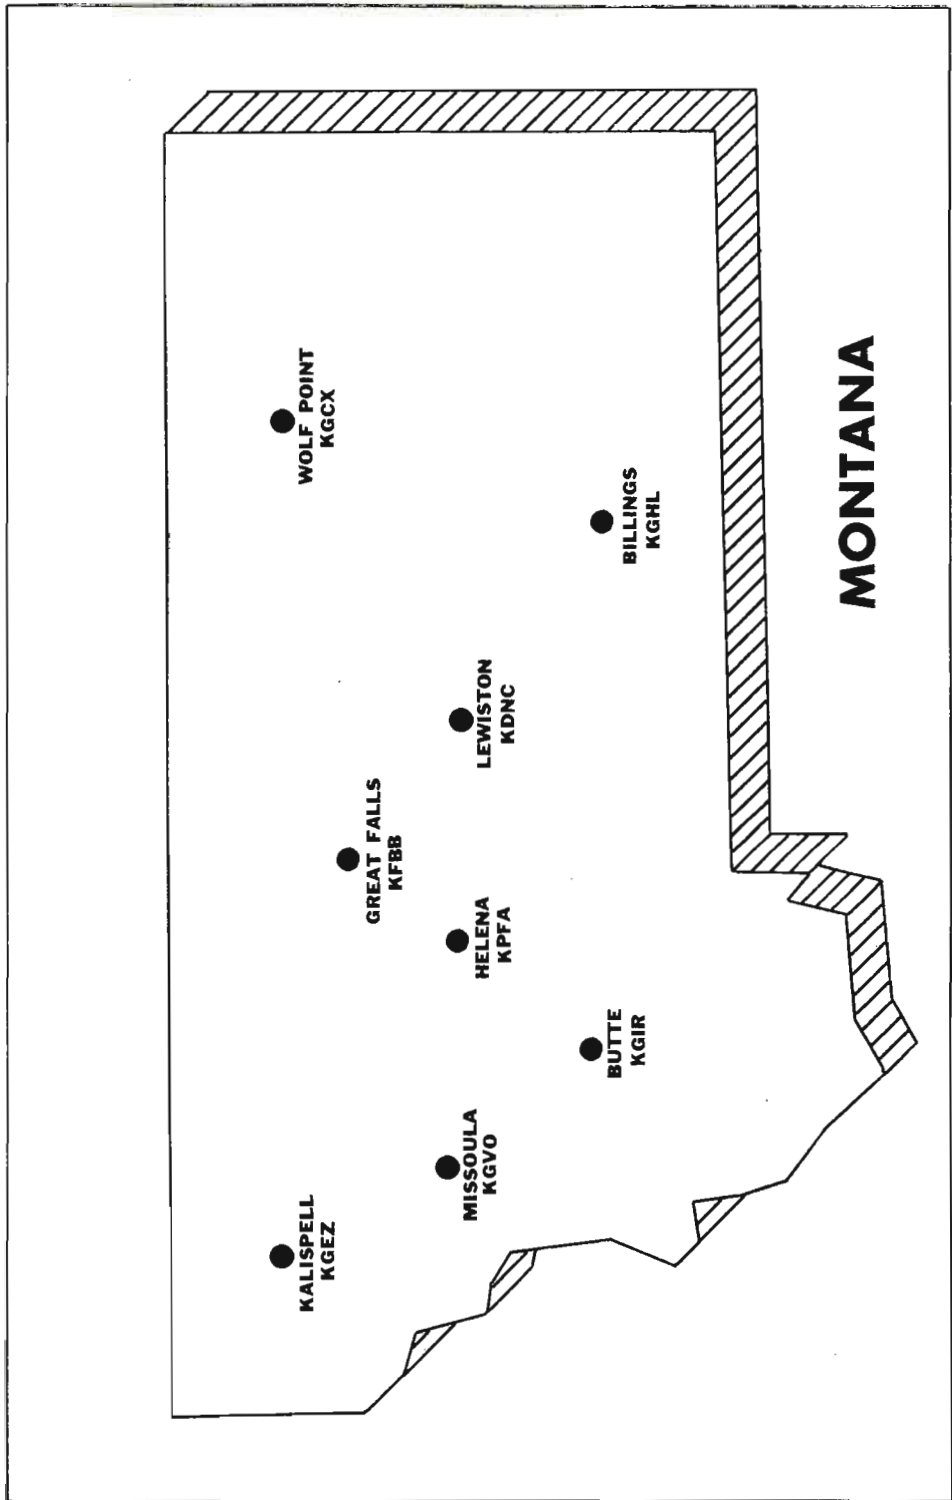 WOLF POINT
KGCX
KALISPELL
KGEZ
GREAT FALLS
KFBB
MISSOULA
KGVO
HELENA
KPFA
LEWISTON
KDNC
BUTTE
KGIR
BILLINGS
KGHL
MONTANA